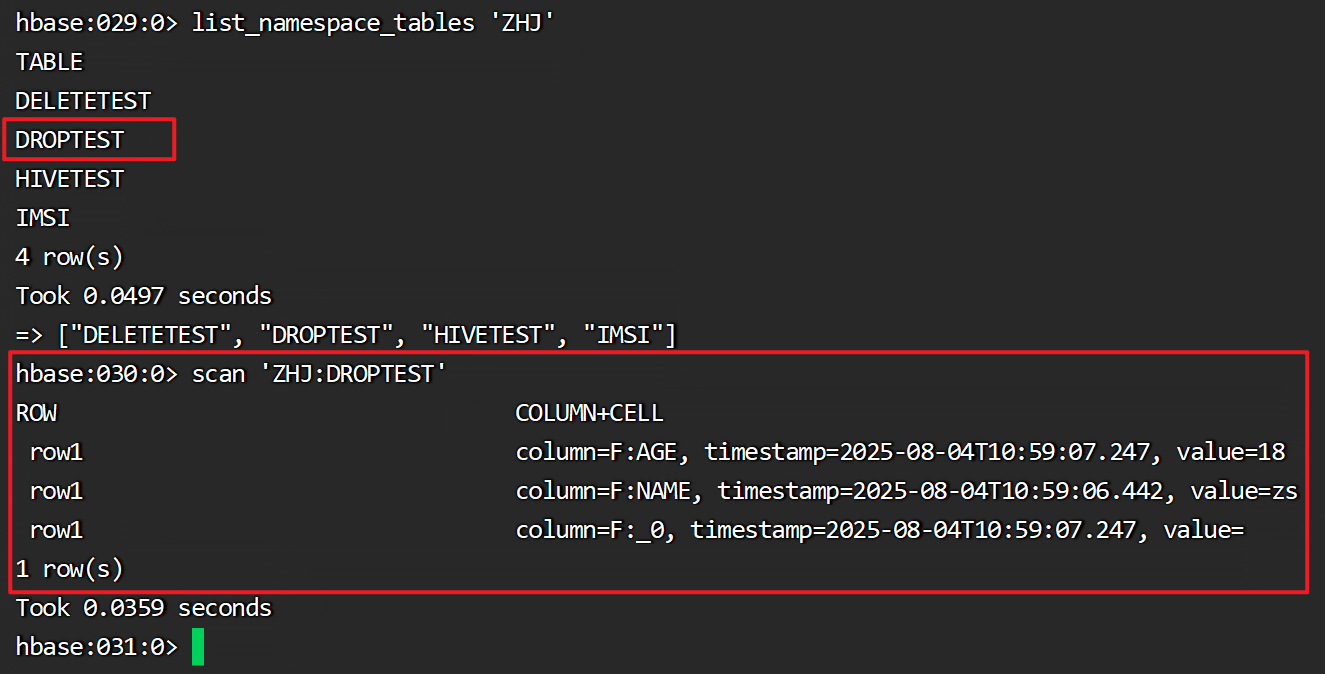 hbase:029:0> list_namespace_tables 'ZHJ'
TABLE
DELETETEST
DROPTEST
HIVETEST
IMSI
4 row(s)
Took 0.0497 seconds
=> ["DELETETEST", "DROPTEST", "HIVETEST", "IMSI"]
hbase:030:0> scan 'ZHJ:DROPTEST'
ROW COLUMN+CELL
row1 column=F:AGE, timestamp=2025-08-04T10:59:07.247, value=18
row1 column=F:NAME, timestamp=2025-08-04T10:59:06.442, value=zs
row1 column=F:_0, timestamp=2025-08-04T10:59:07.247, value=
1 row(s)
Took 0.0359 seconds
hbase:031:0>